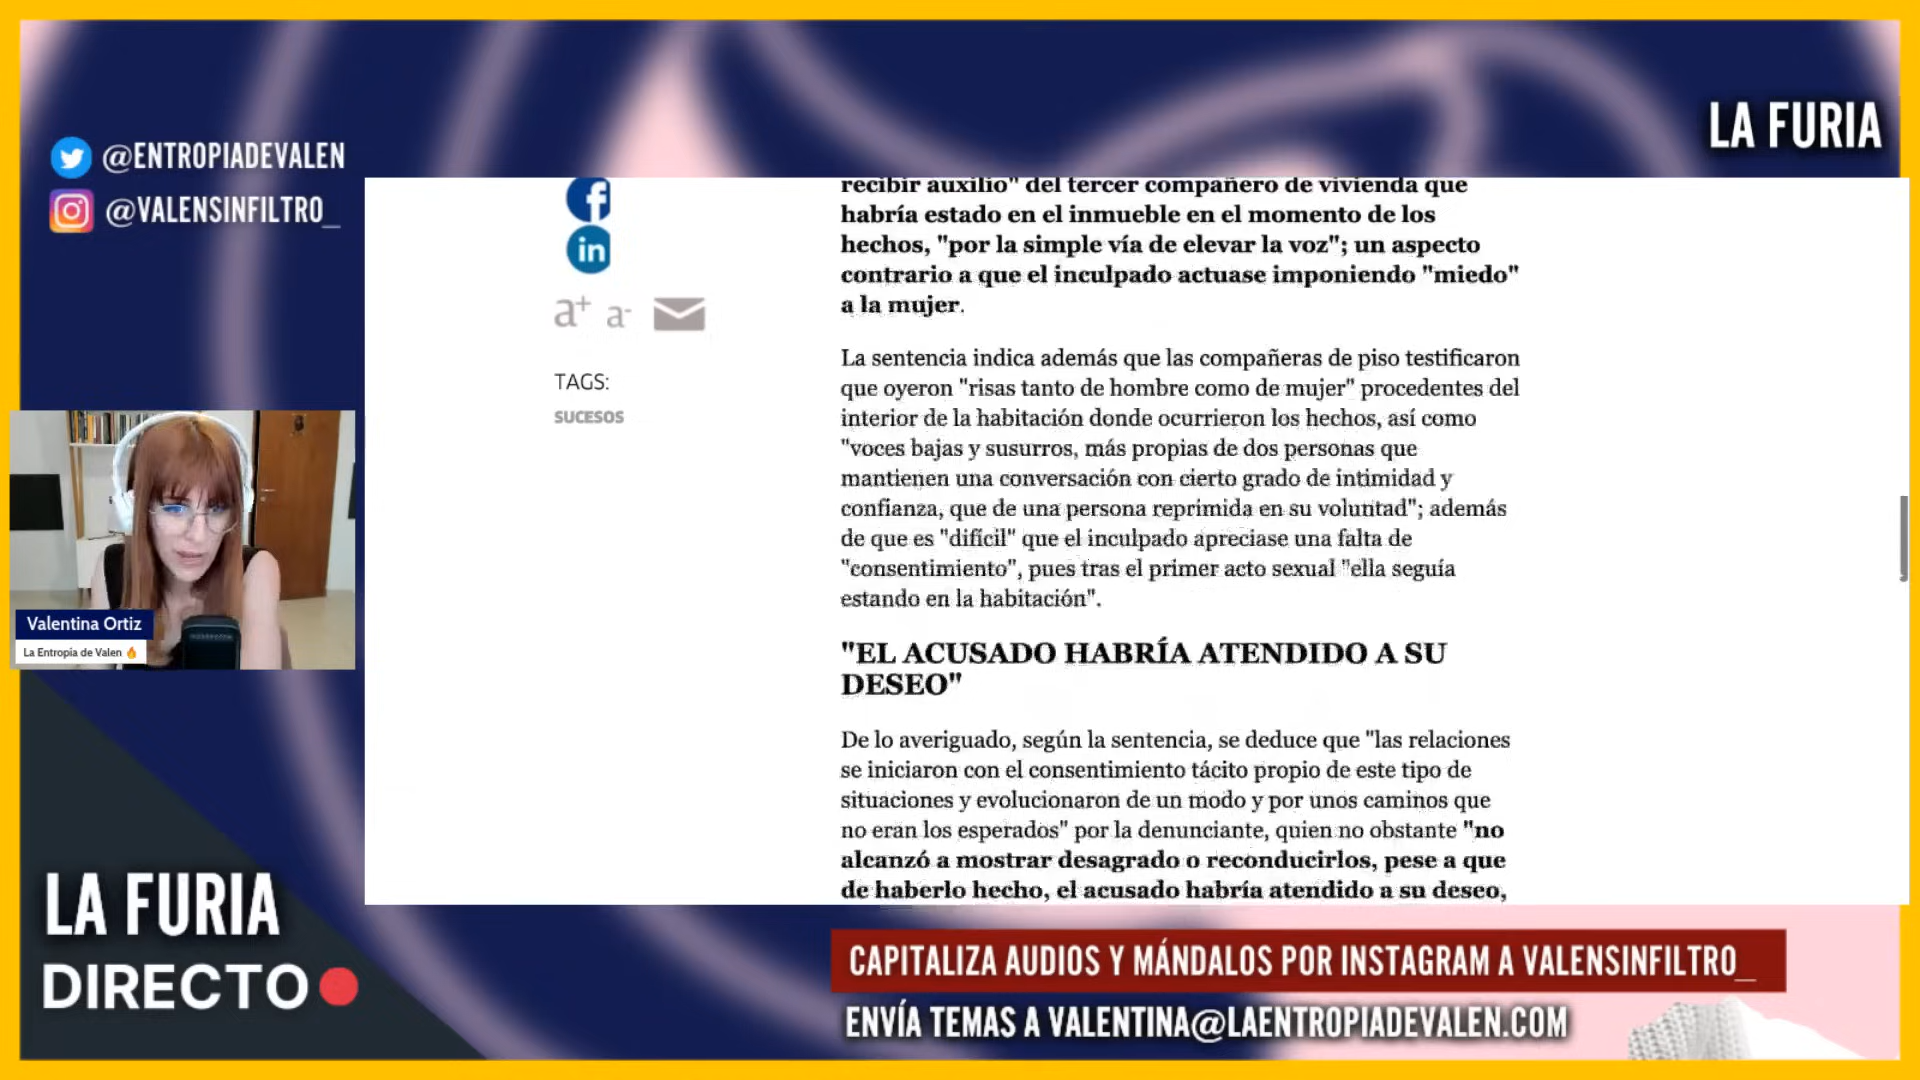 LA FURIA
@ENTROPIADEVALEN
@VALENSINFILTRO_
f
in
a+ a-
TAGS:
SUCESOS
recibir auxilio" del tercer compañero de vivienda que
habría estado en el inmueble en el momento de los
hechos, "por la simple vía de elevar la voz"; un aspecto
contrario a que el inculpado actuase imponiendo "miedo"
a la mujer.
La sentencia indica además que las compañeras de piso testificaron
que oyeron "risas tanto de hombre como de mujer" procedentes del
interior de la habitación donde ocurrieron los hechos, así como
"voces bajas y susurros, más propias de dos personas que
mantienen una conversación con cierto grado de intimidad y
confianza, que de una persona reprimida en su voluntad"; además
de que es "difícil" que el inculpado apreciase una falta de
"consentimiento", pues tras el primer acto sexual "ella seguía
estando en la habitación".
"EL ACUSADO HABRÍA ATENDIDO A SU
DESEO"
De lo averiguado, según la sentencia, se deduce que "las relaciones
se iniciaron con el consentimiento tácito propio de este tipo de
situaciones y evolucionaron de un modo y por unos caminos que
no eran los esperados" por la denunciante, quien no obstante "no
alcanzó a mostrar desagrado o reconducirlos, pese a que
de haberlo hecho, el acusado habría atendido a su deseo,
Valentina Ortiz
La Entropía de Valen
LA FURIA
DIRECTO
CAPITALIZA AUDIOS Y MÁNDALOS POR INSTAGRAM A VALENSINFILTRO_
ENVÍA TEMAS A VALENTINA@LAENTROPIADEVALEN.COM